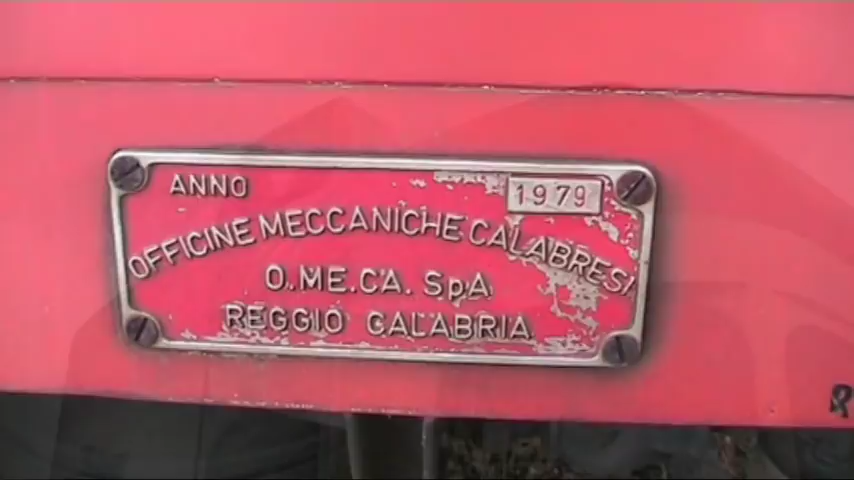 ANNO 1979
OFFICINE MECCANICHE CALABRESI
O.ME.CA. SpA
REGGIO CALABRIA